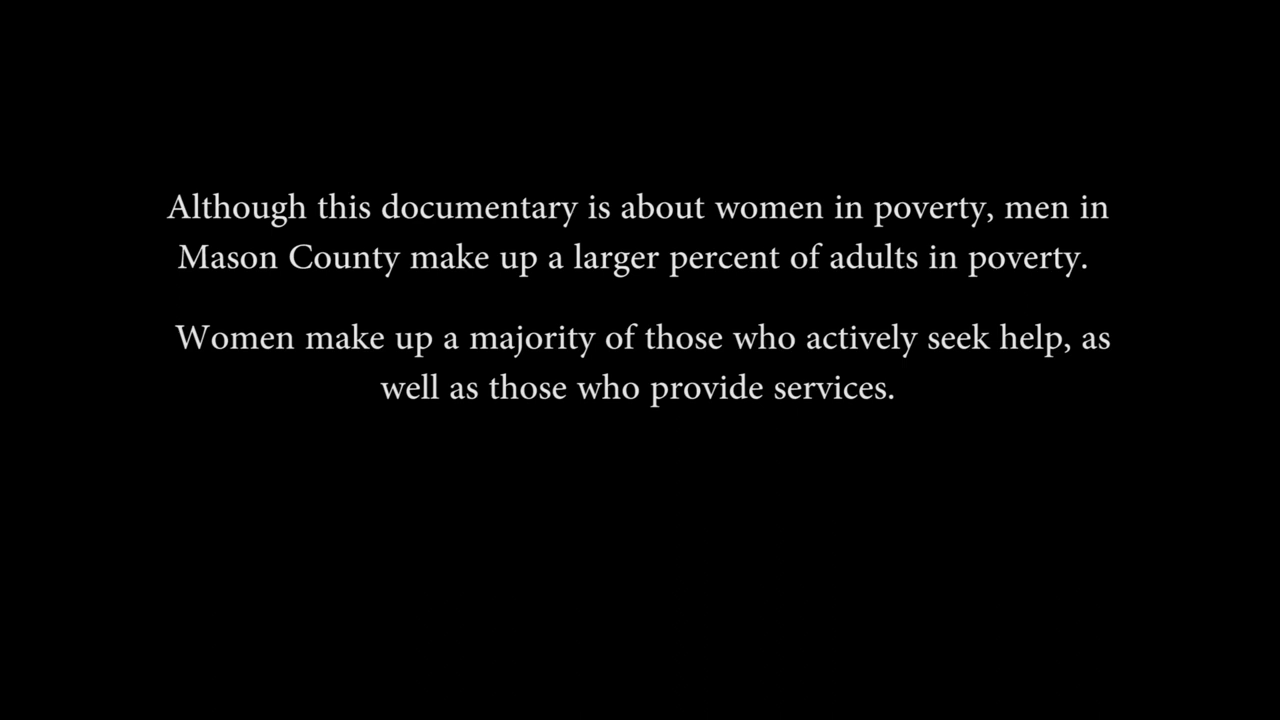 Although this documentary is about women in poverty, men in
Mason County make up a larger percent of adults in poverty.
Women make up a majority of those who actively seek help, as
well as those who provide services.